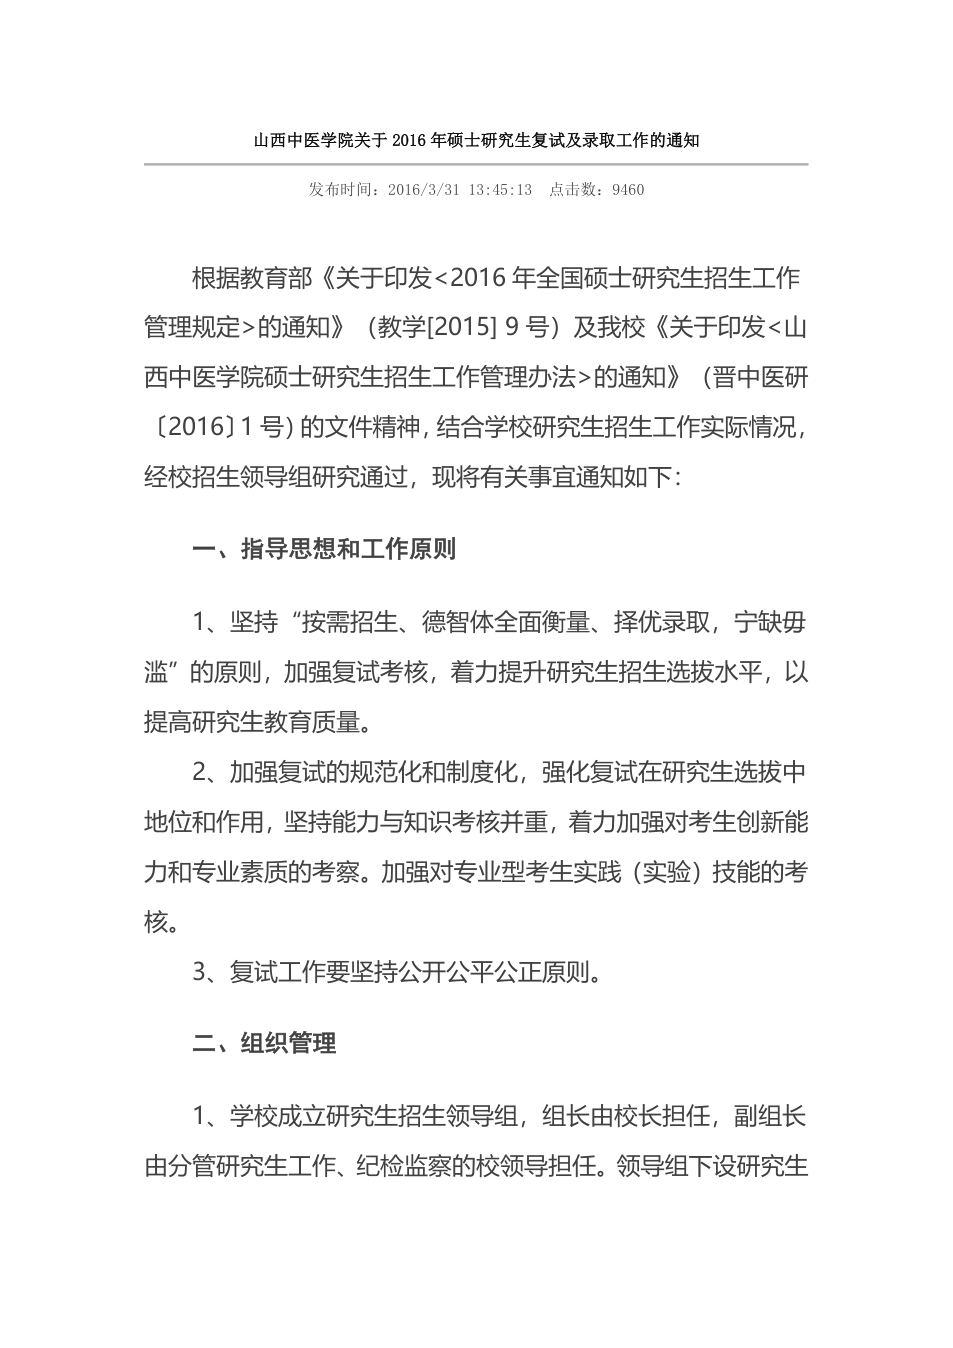 山西中医学院关于 2016 年硕士研究生复试及录取工作的通知
发布时间：2016/3/31 13:45:13 点击数：9460
根据教育部《关于印发<2016 年全国硕士研究生招生工作
管理规定>的通知》（教学[2015] 9 号）及我校《关于印发<山
西中医学院硕士研究生招生工作管理办法>的通知》（晋中医研
〔2016〕1 号）的文件精神，结合学校研究生招生工作实际情况，
经校招生领导组研究通过，现将有关事宜通知如下：
一、指导思想和工作原则
1、坚持“按需招生、德智体全面衡量、择优录取，宁缺毋
滥”的原则，加强复试考核，着力提升研究生招生选拔水平，以
提高研究生教育质量。
2、加强复试的规范化和制度化，强化复试在研究生选拔中
地位和作用，坚持能力与知识考核并重，着力加强对考生创新能
力和专业素质的考察。加强对专业型考生实践（实验）技能的考
核。
3、复试工作要坚持公开公平公正原则。
二、组织管理
1、学校成立研究生招生领导组，组长由校长担任，副组长
由分管研究生工作、纪检监察的校领导担任。领导组下设研究生